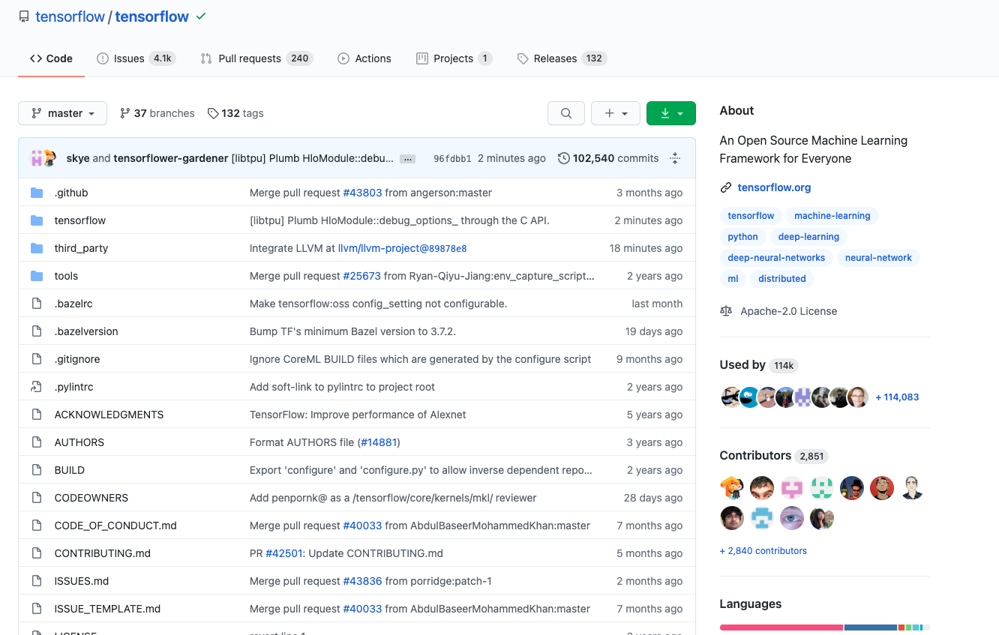 tensorflow / tensorflow
Code Issues 4.1k Pull requests 240 Actions Projects 1 Releases 132
master 37 branches 132 tags
skye and tensorflower-gardener [libtpu] Plumb HloModule::debu... ... 96fdbb1 2 minutes ago 102,540 commits
.github Merge pull request #43803 from angerson:master 3 months ago
tensorflow [libtpu] Plumb HloModule::debug_options_ through the C API. 2 minutes ago
third_party Integrate LLVM at llvm/llvm-project@89878e8 18 minutes ago
tools Merge pull request #25673 from Ryan-Qiyu-Jiang:env_capture_script... 2 years ago
.bazelrc Make tensorflow:oss config_setting not configurable. last month
.bazelversion Bump TF's minimum Bazel version to 3.7.2. 19 days ago
.gitignore Ignore CoreML BUILD files which are generated by the configure script 9 months ago
.pylintrc Add soft-link to pylintrc to project root 2 years ago
ACKNOWLEDGMENTS TensorFlow: Improve performance of Alexnet 5 years ago
AUTHORS Format AUTHORS file (#14881) 3 years ago
BUILD Export 'configure' and 'configure.py' to allow inverse dependent repo... 2 years ago
CODEOWNERS Add penpornk@ as a /tensorflow/core/kernels/mkl/ reviewer 28 days ago
CODE_OF_CONDUCT.md Merge pull request #40033 from AbdulBaseerMohammedKhan:master 7 months ago
CONTRIBUTING.md PR #42501: Update CONTRIBUTING.md 5 months ago
ISSUES.md Merge pull request #43836 from porridge:patch-1 2 months ago
ISSUE_TEMPLATE.md Merge pull request #40033 from AbdulBaseerMohammedKhan:master 7 months ago
About
An Open Source Machine Learning
Framework for Everyone
tensorflow.org
tensorflow machine-learning
python deep-learning
deep-neural-networks neural-network
ml distributed
Apache-2.0 License
Used by 114k
+ 114,083
Contributors 2,851
+ 2,840 contributors
Languages